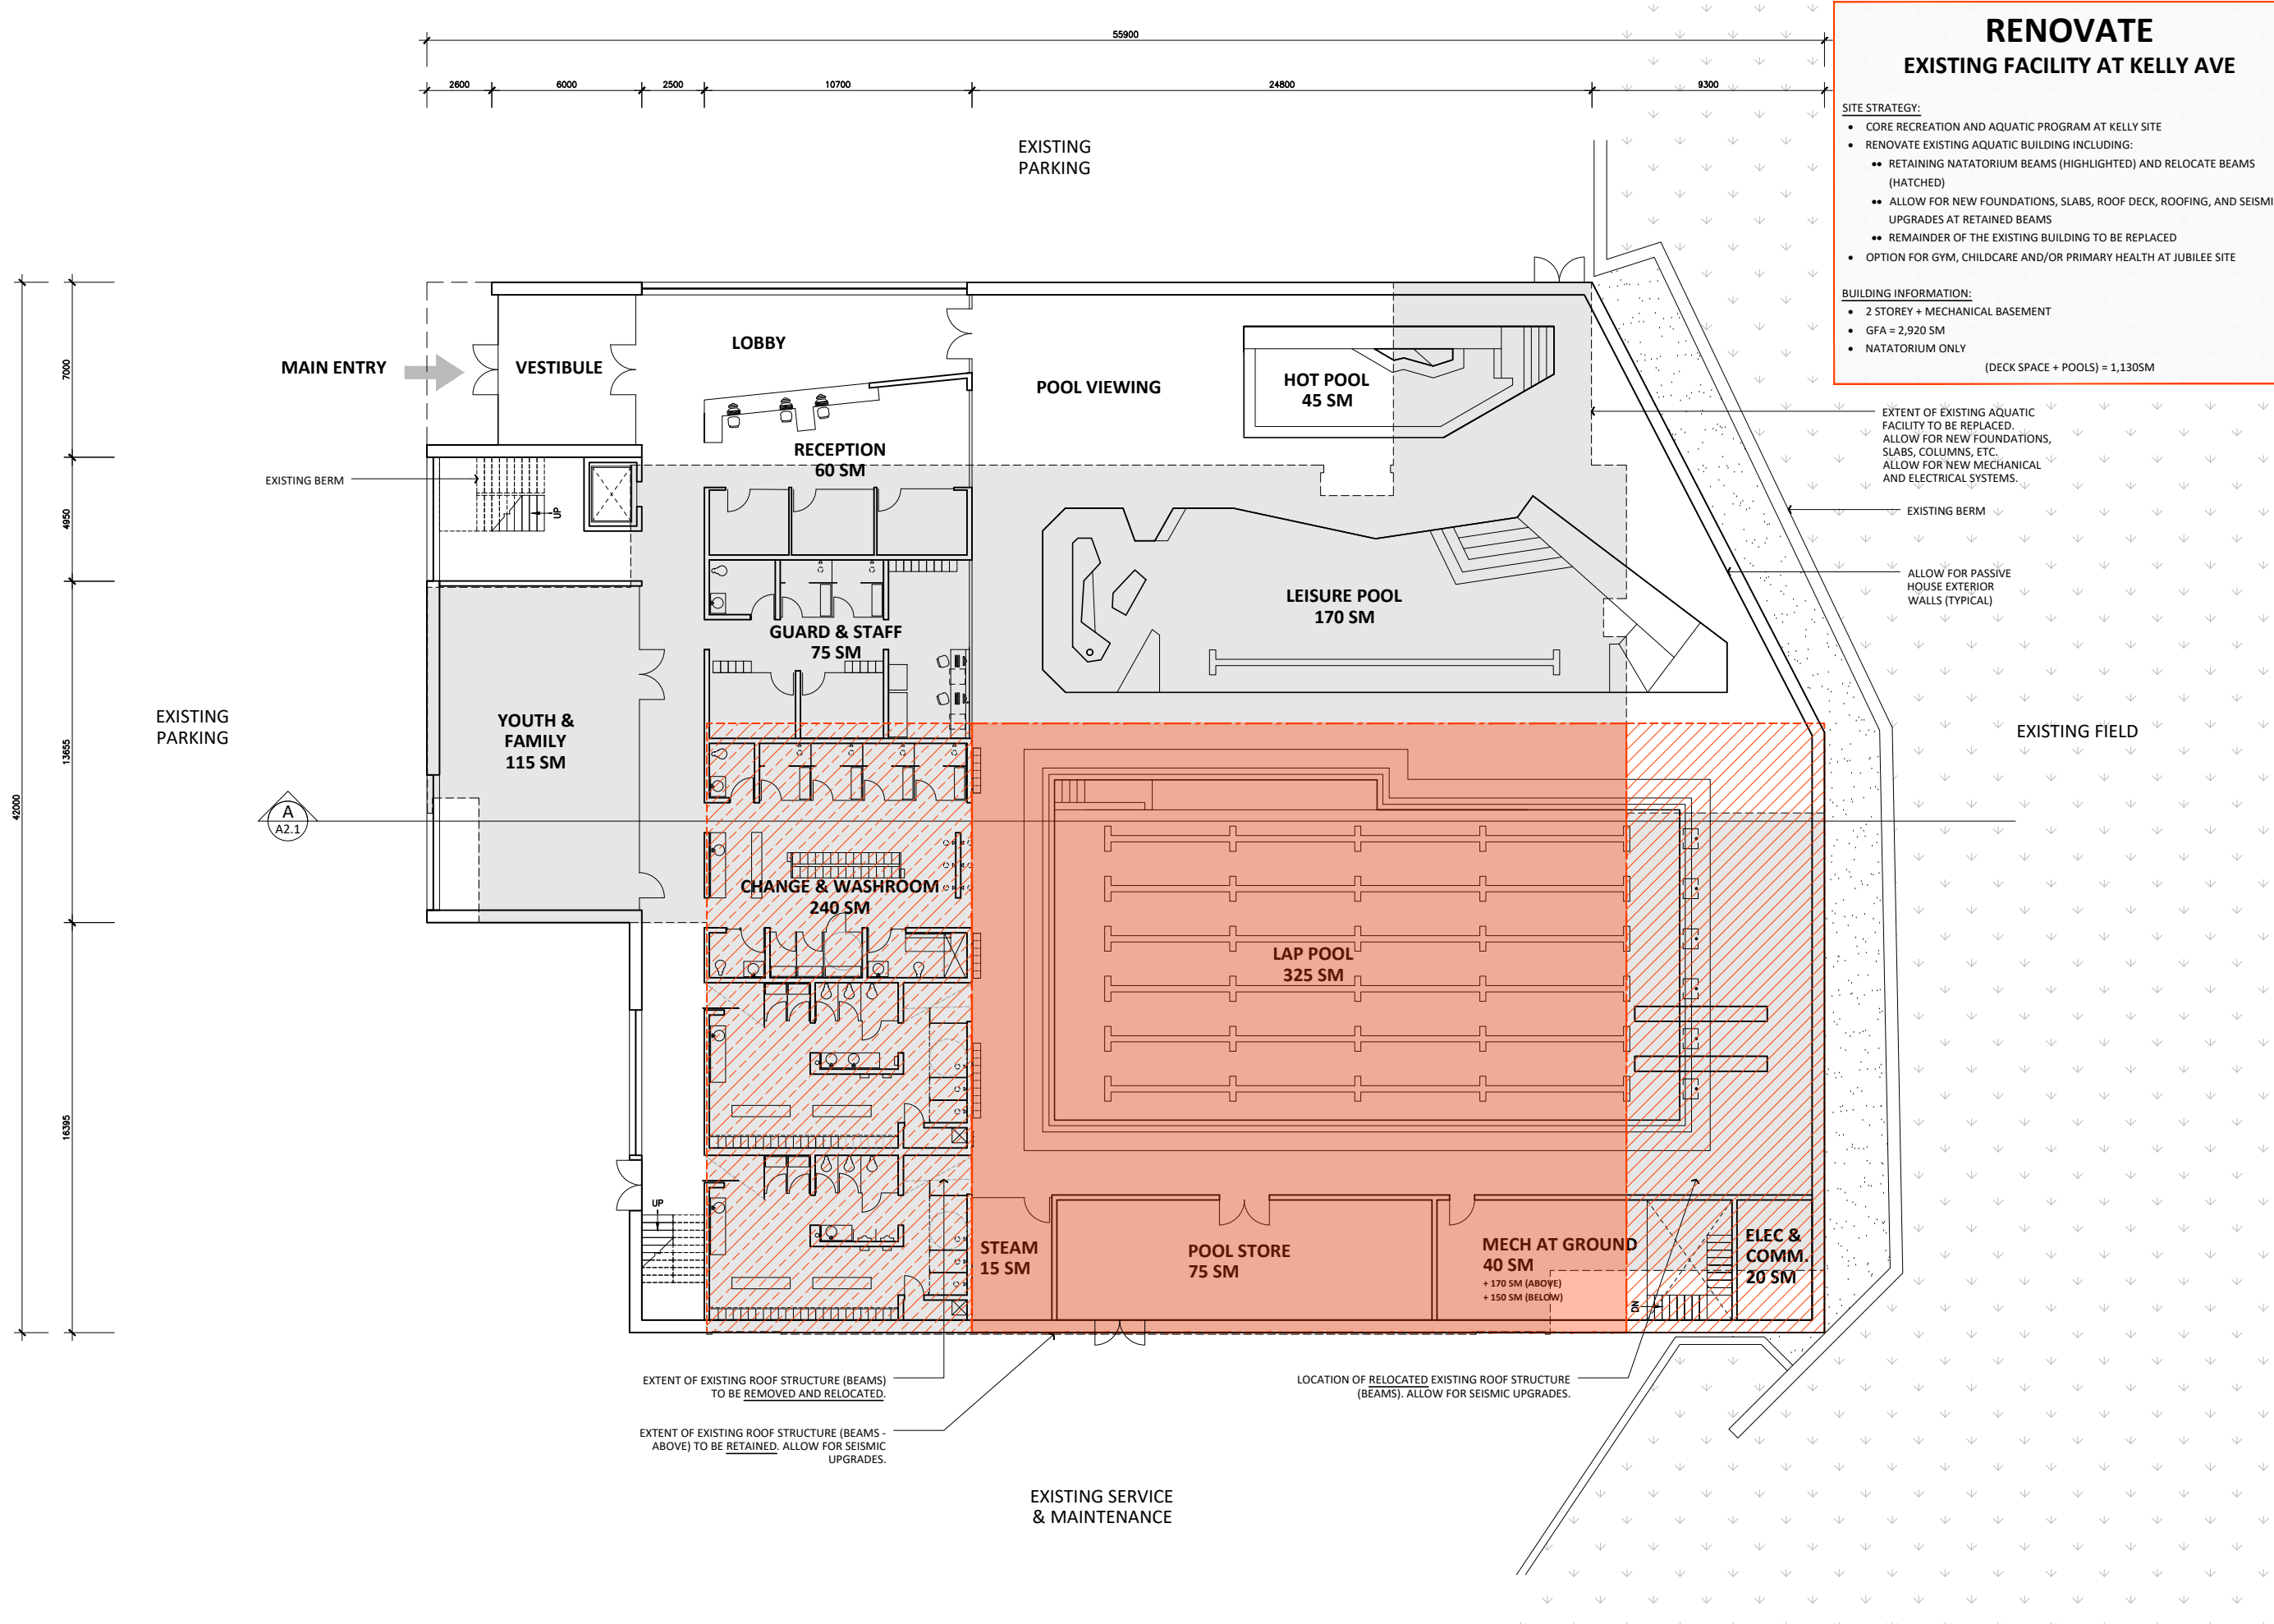 55900
2600
6000
2500
10700
24800
9300
RENOVATE
EXISTING FACILITY AT KELLY AVE
SITE STRATEGY:
• CORE RECREATION AND AQUATIC PROGRAM AT KELLY SITE
• RENOVATE EXISTING AQUATIC BUILDING INCLUDING:
•• RETAINING NATATORIUM BEAMS (HIGHLIGHTED) AND RELOCATE BEAMS
(HATCHED)
•• ALLOW FOR NEW FOUNDATIONS, SLABS, ROOF DECK, ROOFING, AND SEISMI
UPGRADES AT RETAINED BEAMS
•• REMAINDER OF THE EXISTING BUILDING TO BE REPLACED
• OPTION FOR GYM, CHILDCARE AND/OR PRIMARY HEALTH AT JUBILEE SITE
BUILDING INFORMATION:
• 2 STOREY + MECHANICAL BASEMENT
• GFA = 2,920 SM
• NATATORIUM ONLY
(DECK SPACE + POOLS) = 1,130SM
EXISTING
PARKING
MAIN ENTRY
VESTIBULE
LOBBY
POOL VIEWING
HOT POOL
45 SM
7000
RECEPTION
60 SM
EXISTING BERM
UP
4950
EXTENT OF EXISTING AQUATIC
FACILITY TO BE REPLACED.
ALLOW FOR NEW FOUNDATIONS,
SLABS, COLUMNS, ETC.
ALLOW FOR NEW MECHANICAL
AND ELECTRICAL SYSTEMS.
EXISTING BERM
ALLOW FOR PASSIVE
HOUSE EXTERIOR
WALLS (TYPICAL)
LEISURE POOL
170 SM
GUARD & STAFF
75 SM
EXISTING
PARKING
YOUTH &
FAMILY
115 SM
13655
42000
EXISTING FIELD
A
A2.1
CHANGE & WASHROOM
240 SM
LAP POOL
325 SM
16395
UP
STEAM
15 SM
POOL STORE
75 SM
MECH AT GROUND
40 SM
+ 170 SM (ABOVE)
+ 150 SM (BELOW)
DN
ELEC &
COMM.
20 SM
EXTENT OF EXISTING ROOF STRUCTURE (BEAMS)
TO BE REMOVED AND RELOCATED.
EXTENT OF EXISTING ROOF STRUCTURE (BEAMS -
ABOVE) TO BE RETAINED. ALLOW FOR SEISMIC
UPGRADES.
LOCATION OF RELOCATED EXISTING ROOF STRUCTURE
(BEAMS). ALLOW FOR SEISMIC UPGRADES.
EXISTING SERVICE
& MAINTENANCE